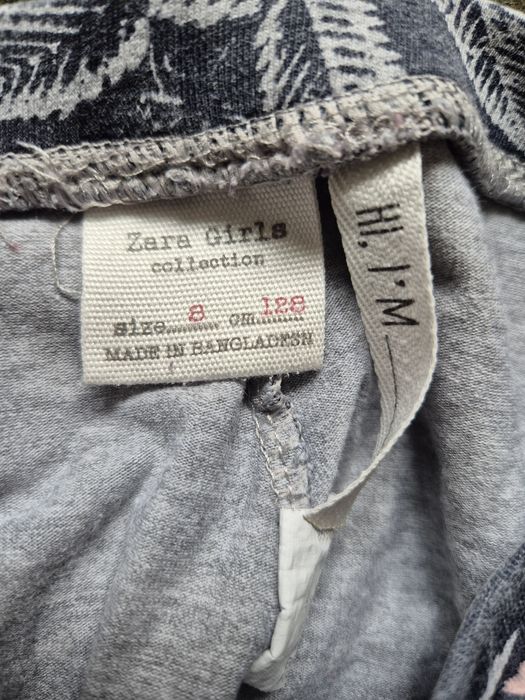 Zara Girls
collection
size........8........ cm........128........
MADE IN BANGLADESH
HI, I'M